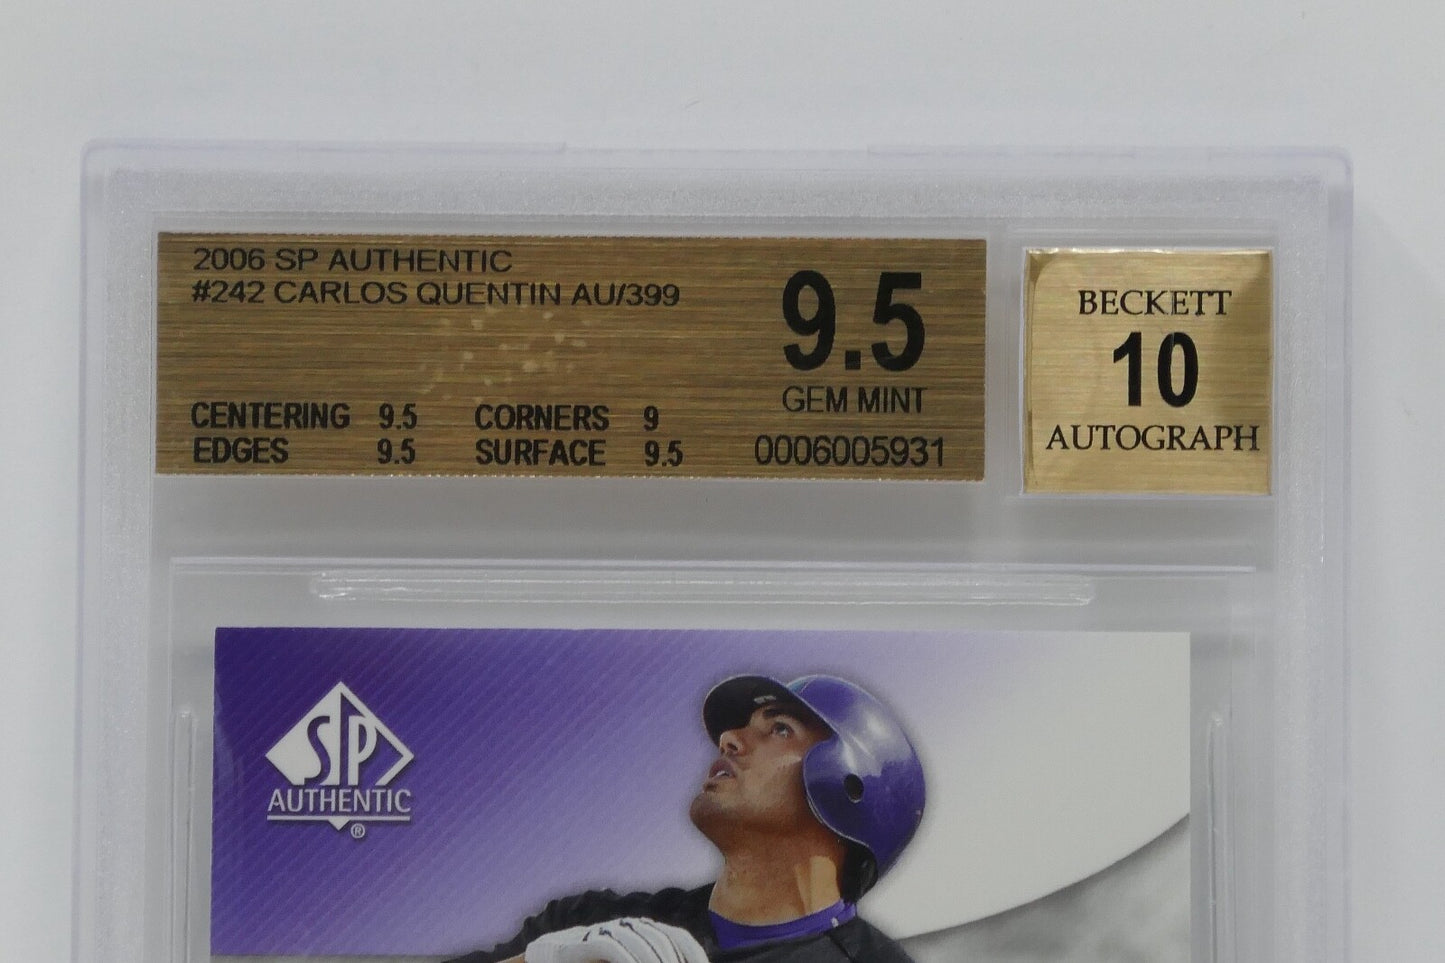 2006 SP AUTHENTIC
#242 CARLOS QUENTIN AU/399
9.5
GEM MINT
CENTERING 9.5 CORNERS 9
EDGES 9.5 SURFACE 9.5
0006005931
BECKETT
10
AUTOGRAPH
SP
AUTHENTIC
®